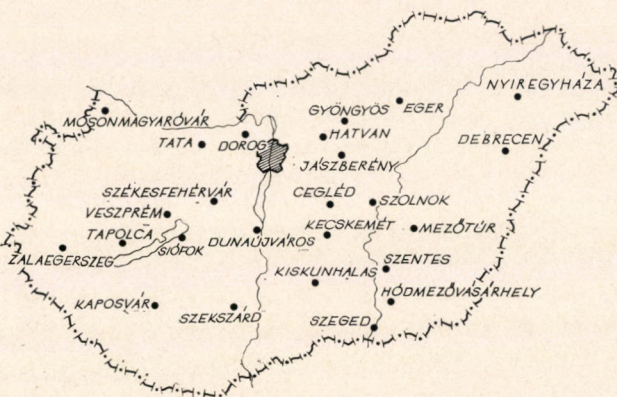 NYIREGYHÁZA
EGER
GYÖNGYÖS
MOSONMAGYARÓVÁR
HATVAN
TATA
DOROG
DEBRECEN
JÁSZBERÉNY
SZÉKESFEHÉRVÁR
CEGLÉD
SZOLNOK
VESZPRÉM
TAPOLCA
SIÓFOK
DUNAÚJVÁROS
KECSKEMÉT
MEZŐTÚR
ZALAEGERSZEG
SZENTES
KISKUNHALAS
HÓDMEZŐVÁSÁRHELY
KAPOSVÁR
SZEKSZÁRD
SZEGED